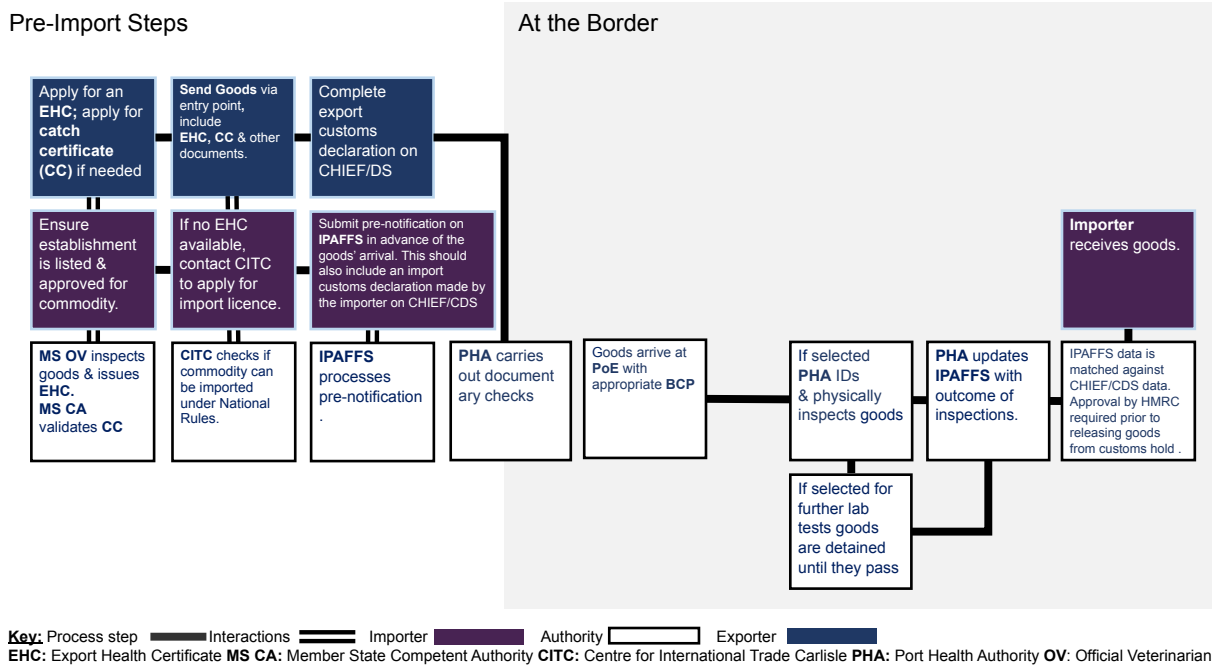 Pre-Import Steps
At the Border
Apply for an
EHC; apply for
catch
certificate
(CC) if needed
Send Goods via
entry point,
include
EHC, CC & other
documents.
Complete
export
customs
declaration on
CHIEF/DS
Ensure
establishment
is listed &
approved for
commodity.
If no EHC
available,
contact CITC
to apply for
import licence.
Submit pre-notification on
IPAFFS in advance of the
goods' arrival. This should
also include an import
customs declaration made by
the importer on CHIEF/CDS
Importer
receives goods.
MS OV inspects
goods & issues
EHC.
MS CA
validates CC
CITC checks if
commodity can
be imported
under National
Rules.
IPAFFS
processes
pre-notification
.
PHA carries
out document
ary checks
Goods arrive at
PoE with
appropriate BCP
If selected
PHA IDs
& physically
inspects goods
PHA updates
IPAFFS with
outcome of
inspections.
IPAFFS data is
matched against
CHIEF/CDS data.
Approval by HMRC
required prior to
releasing goods
from customs hold .
If selected for
further lab
tests goods
are detained
until they pass
Key: Process step Interactions Importer Authority Exporter
EHC: Export Health Certificate MS CA: Member State Competent Authority CITC: Centre for International Trade Carlisle PHA: Port Health Authority OV: Official Veterinarian